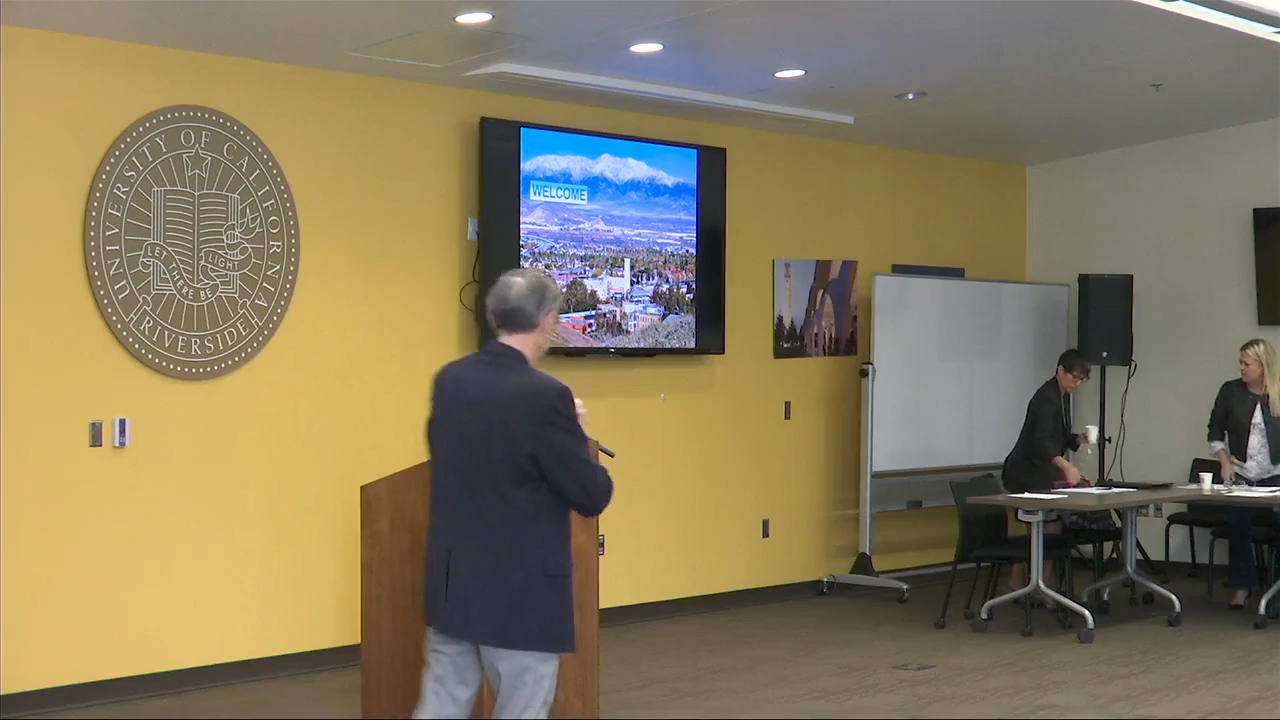 UNIVERSITY OF CALIFORNIA
LET THERE BE
LIGHT
RIVERSIDE
WELCOME